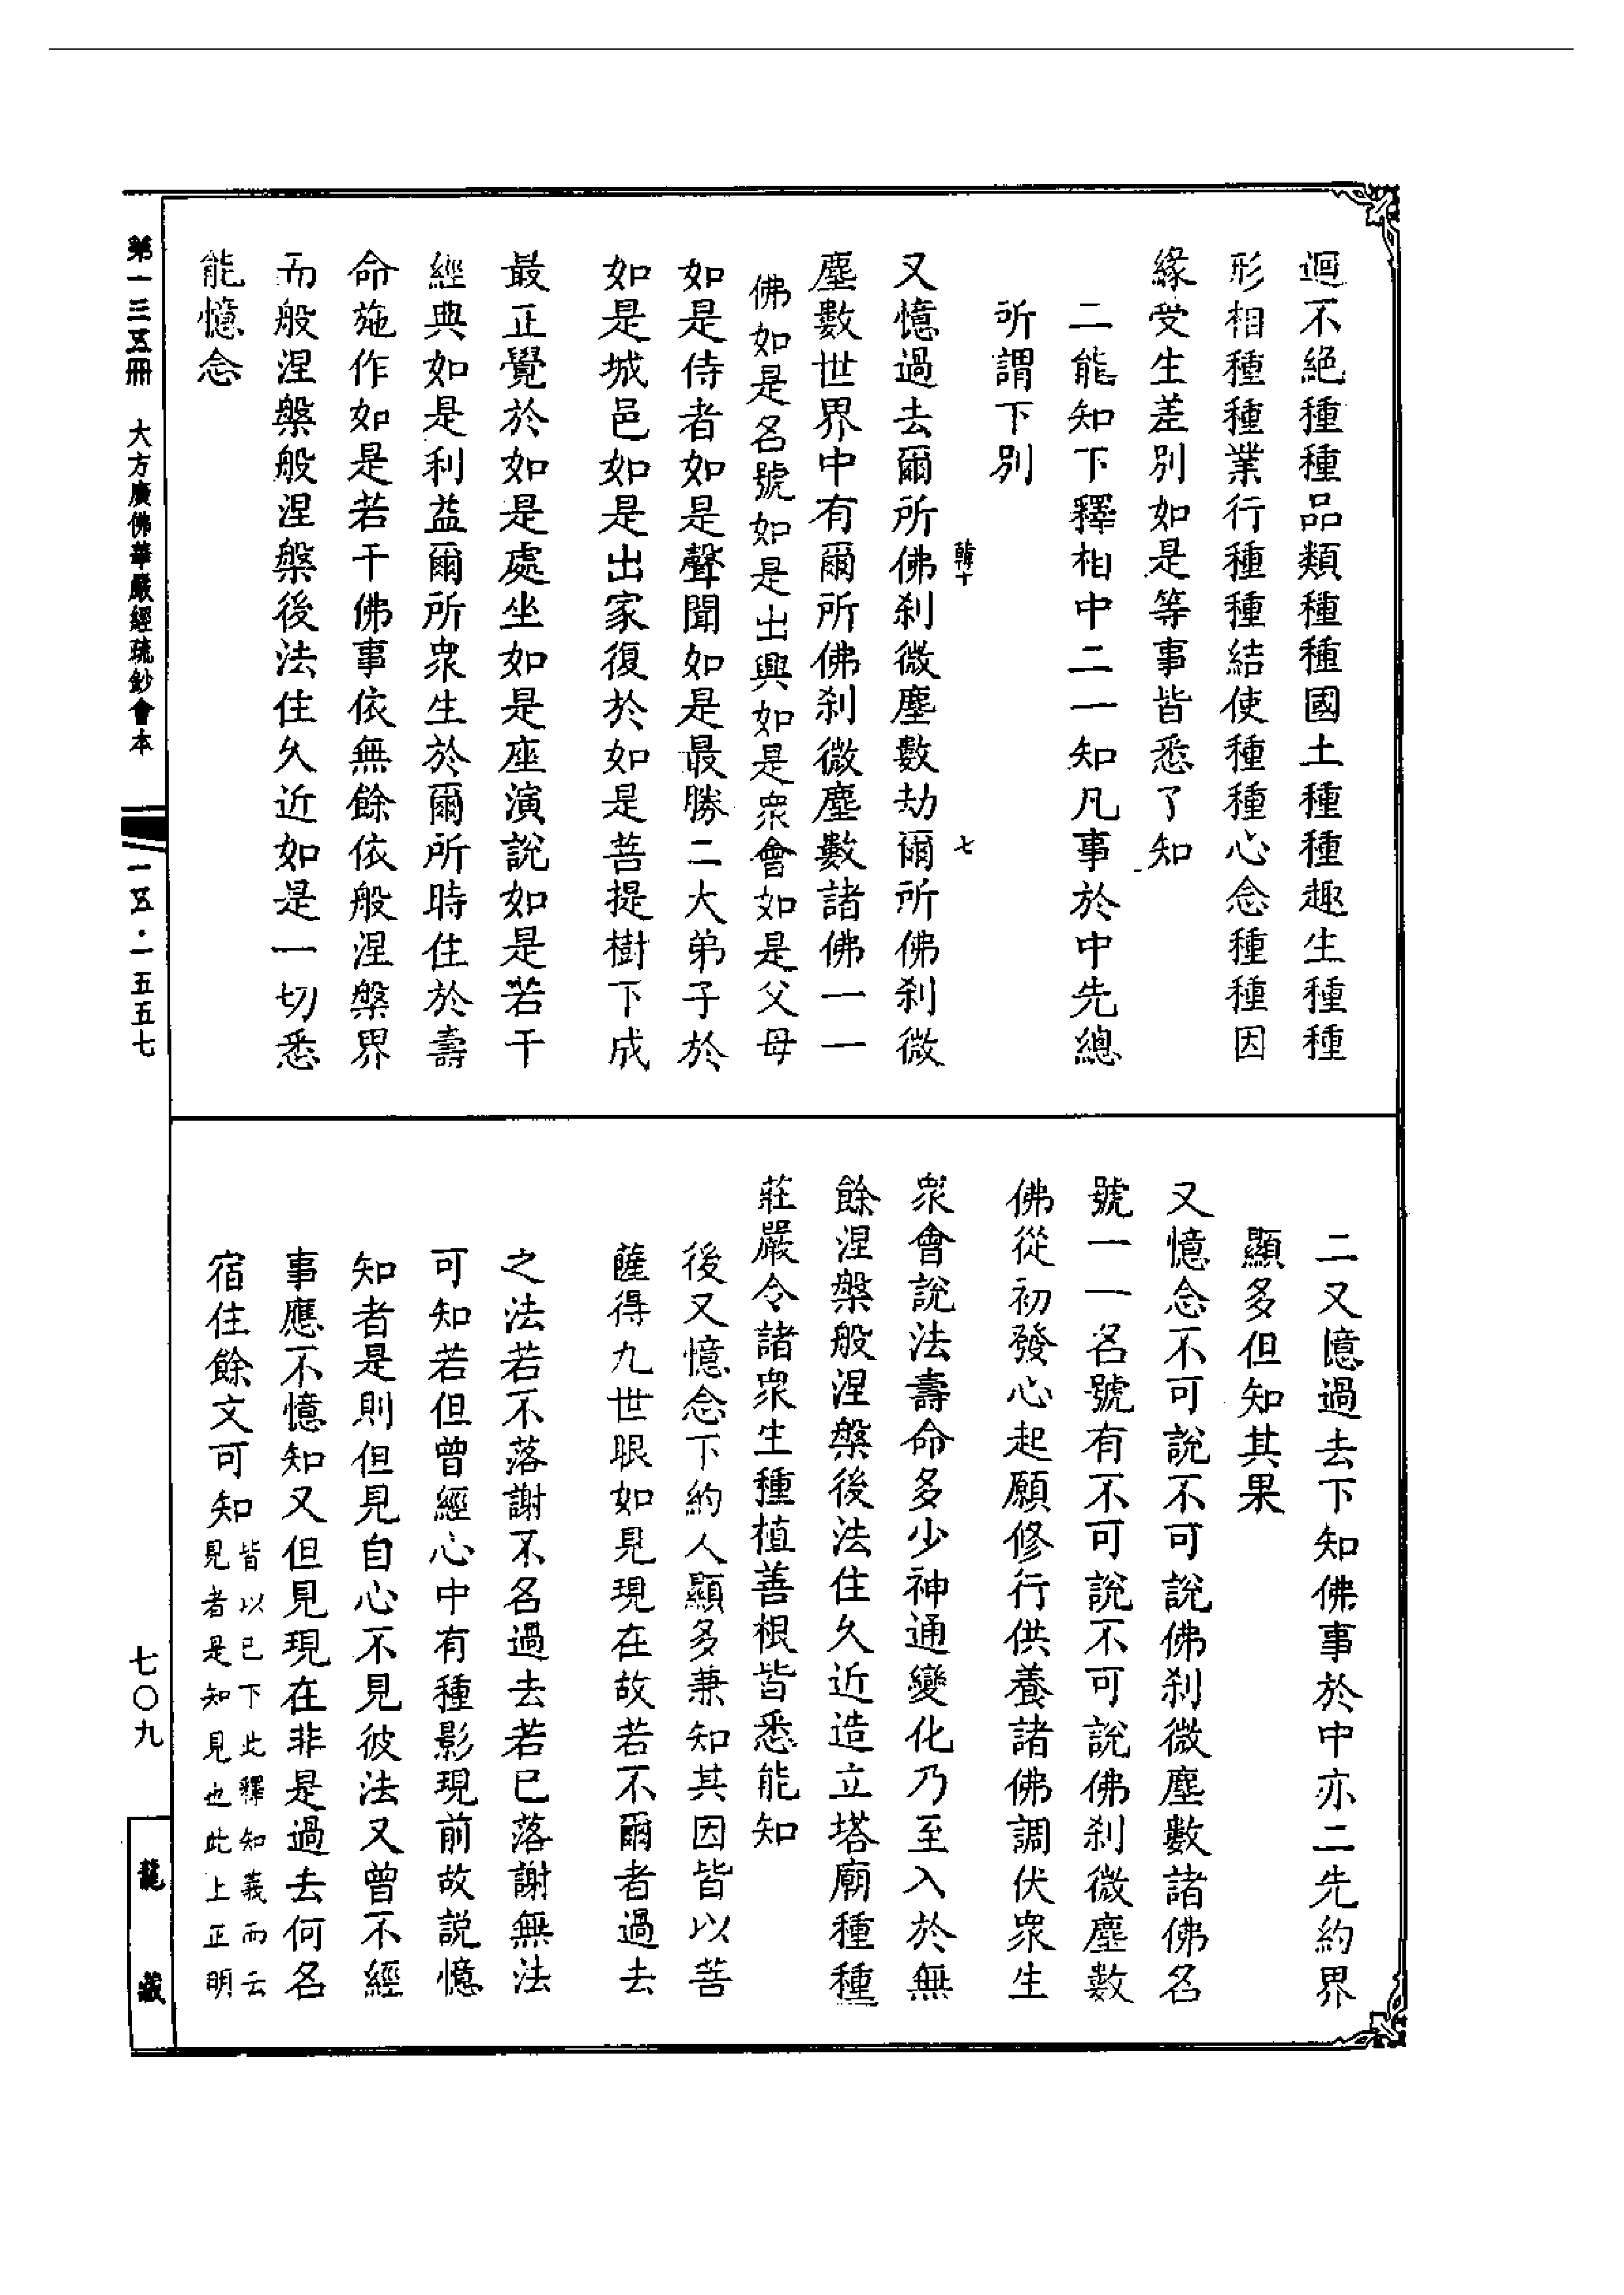 迴不絕種種品類種種國土種種趣生種種
形相種種業行種種結使種種心念種種因
緣受生差別如是等事皆悉了知
二能知下釋相中二一知凡事於中先總
所謂下別
韓十
七
又憶過去爾所佛刹微塵數劫爾所佛刹微
塵數世界中有爾所佛刹微塵數諸佛一一
佛如是名號如是出興如是眾會如是父母
如是侍者如是聲聞如是最勝二大弟子於
如是城邑如是出家復於如是菩提樹下成
最正覺於如是處坐如是座演說如是若干
經典如是利益爾所眾生於爾所時住於壽
命施作如是若干佛事依無餘依般涅槃界
而般涅槃般涅槃後法住久近如是一切悉
能憶念
二又憶過去下知佛事於中亦二先約界
顯多但知其果
又憶念不可說不可說佛刹微塵數諸佛名
號一一名號有不可說不可說佛刹微塵數
佛從初發心起願修行供養諸佛調伏眾生
眾會說法壽命多少神通變化乃至入於無
餘涅槃般涅槃後法住久近造立塔廟種種
莊嚴令諸眾生種植善根皆悉能知
後又憶念下約人顯多兼知其因皆以菩
薩得九世眼如見現在故若不爾者過去
之法若不落謝不名過去若已落謝無法
可知若但曾經心中有種影現前故說憶
知者是則但見自心不見彼法又曾不經
事應不憶知又但見現在非是過去何名
宿住餘文可知
皆以已下此釋知義而云
見者是知見也此上正明
第一三五冊 大方廣佛華嚴經疏鈔會本
一五·一五五七
七〇九
龍藏